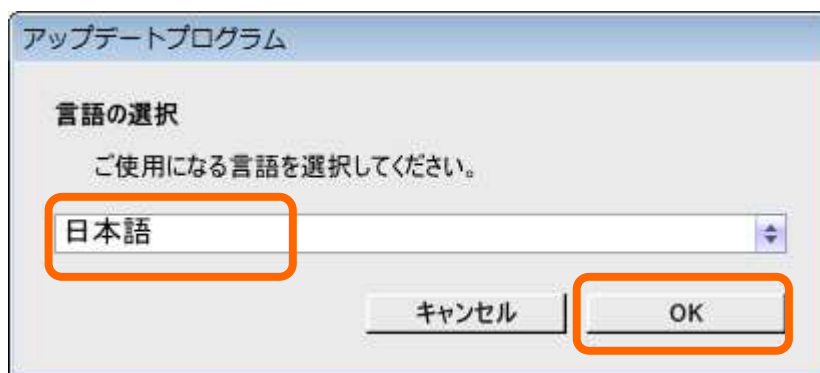 アップデートプログラム
言語の選択
ご使用になる言語を選択してください。
日本語
キャンセル
OK